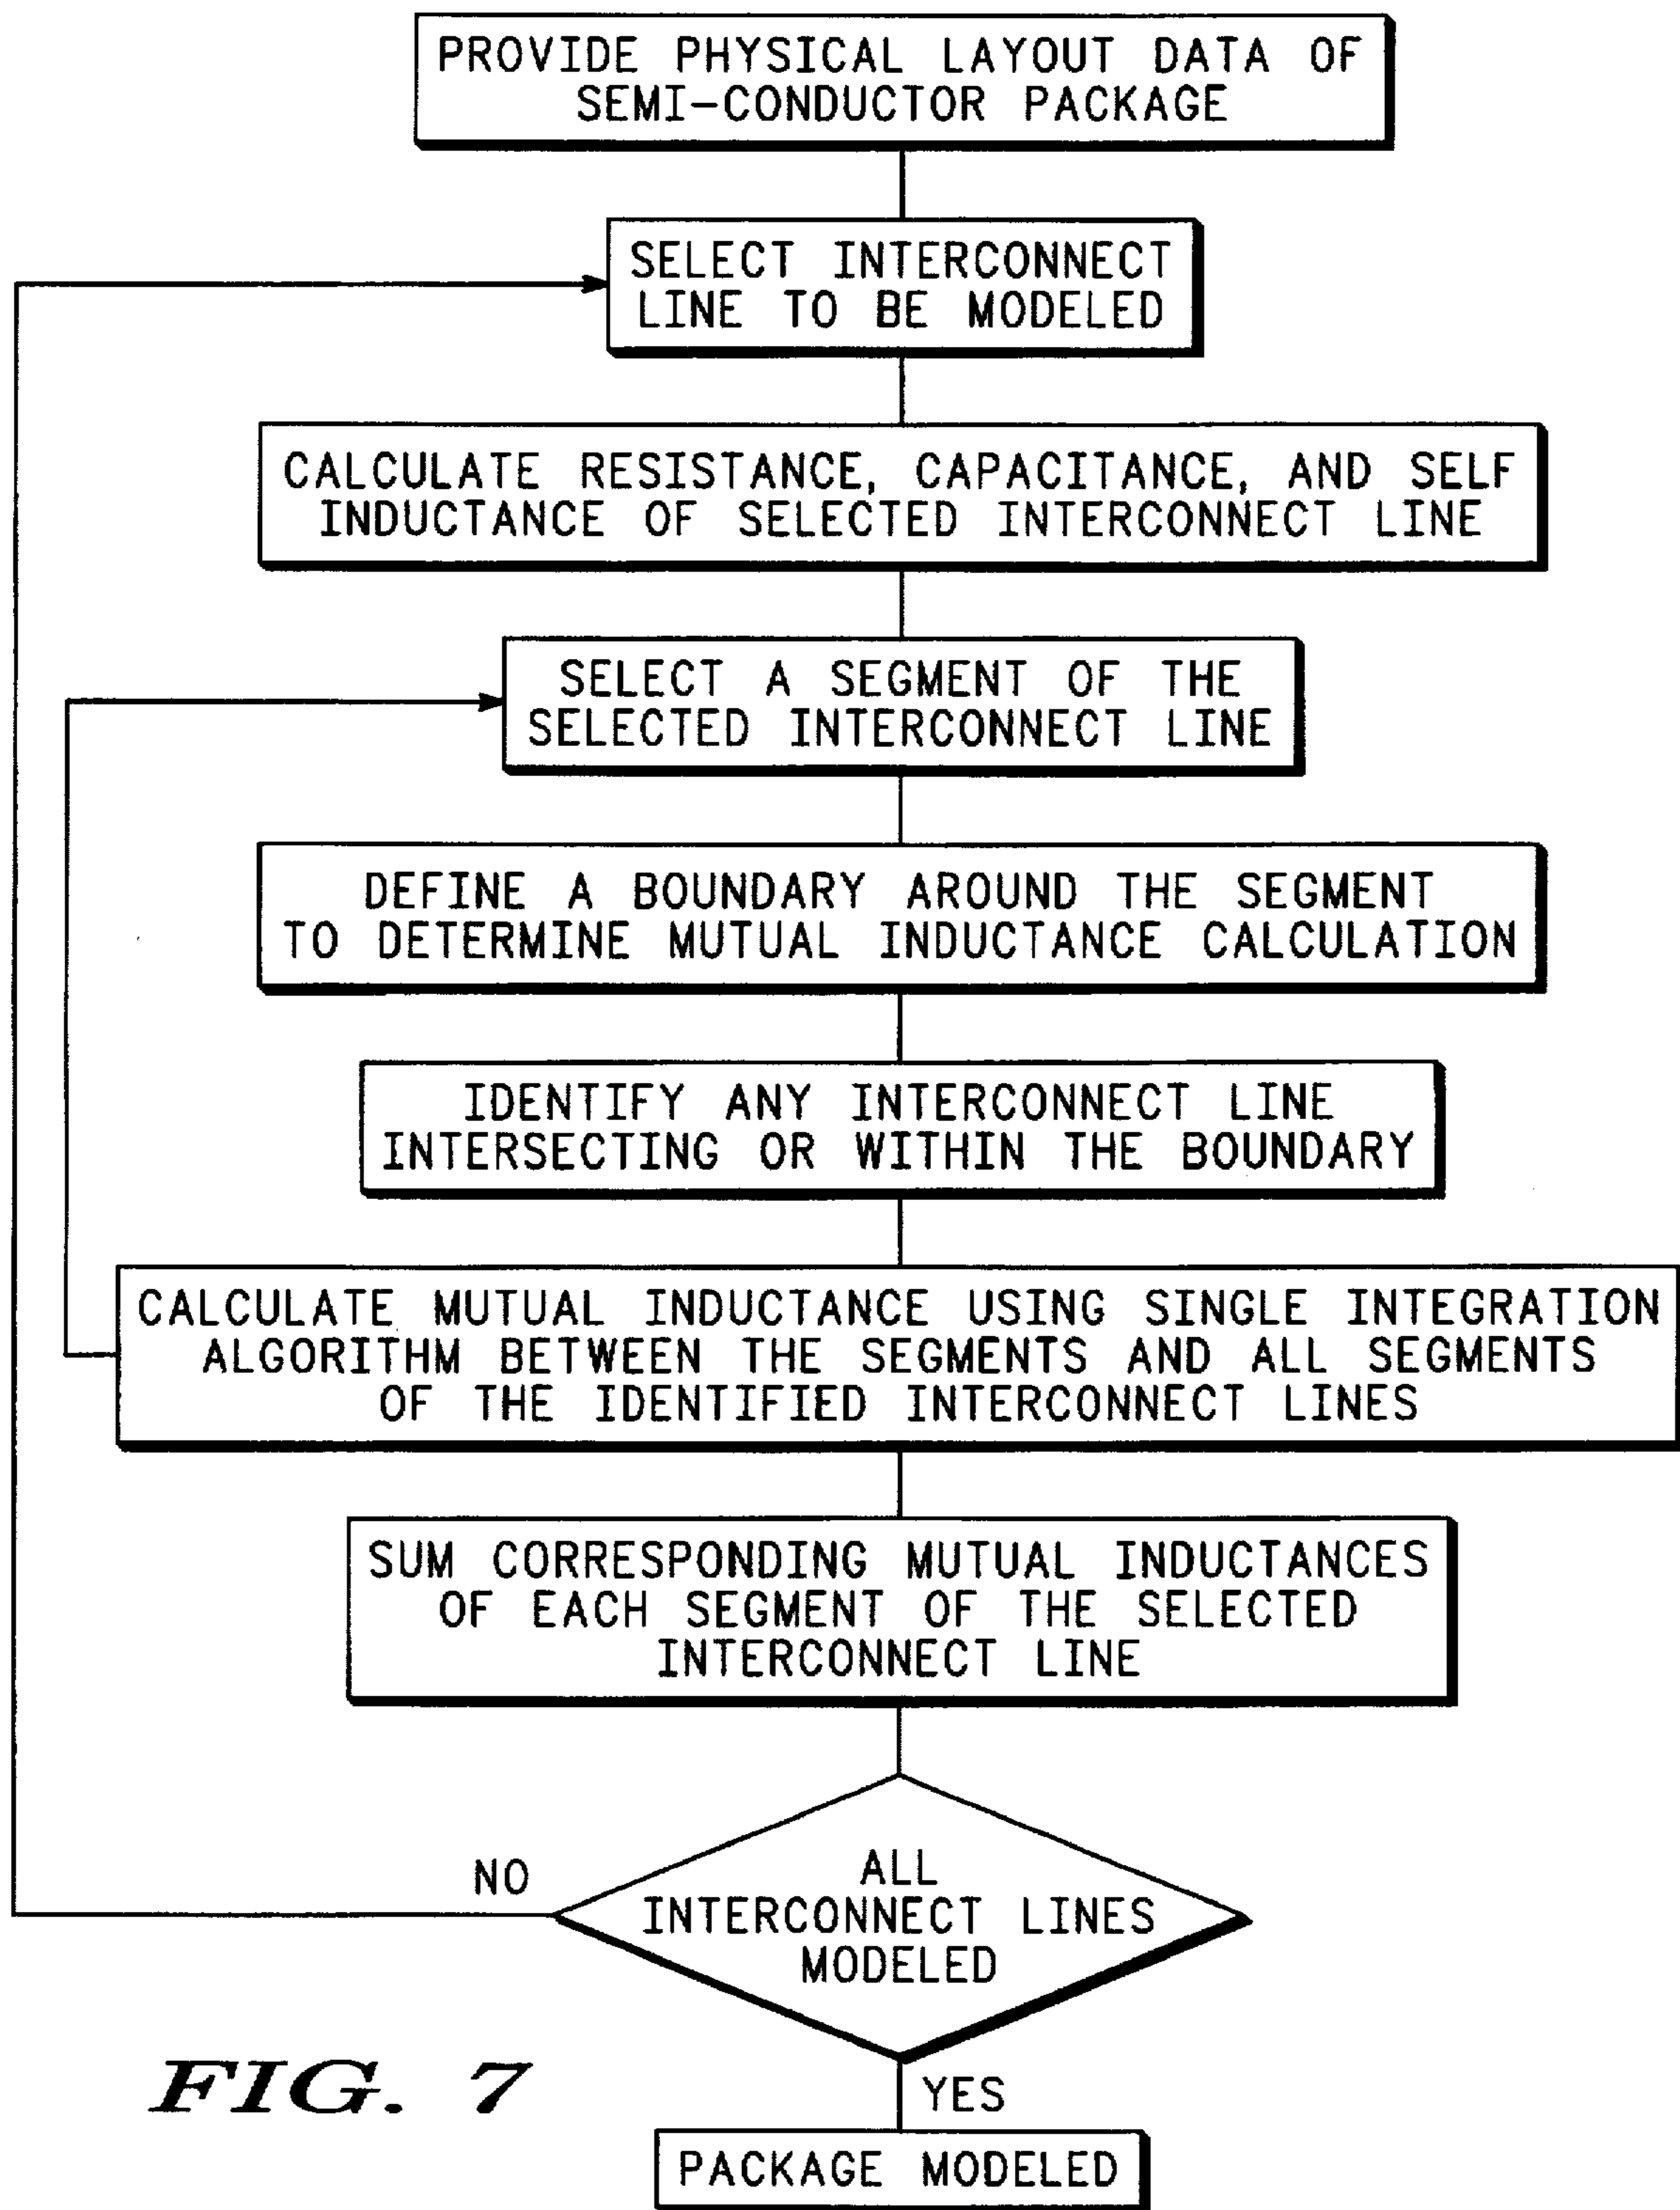 PROVIDE PHYSICAL LAYOUT DATA OF
SEMI-CONDUCTOR PACKAGE
SELECT INTERCONNECT
LINE TO BE MODELED
CALCULATE RESISTANCE, CAPACITANCE, AND SELF
INDUCTANCE OF SELECTED INTERCONNECT LINE
SELECT A SEGMENT OF THE
SELECTED INTERCONNECT LINE
DEFINE A BOUNDARY AROUND THE SEGMENT
TO DETERMINE MUTUAL INDUCTANCE CALCULATION
IDENTIFY ANY INTERCONNECT LINE
INTERSECTING OR WITHIN THE BOUNDARY
CALCULATE MUTUAL INDUCTANCE USING SINGLE INTEGRATION
ALGORITHM BETWEEN THE SEGMENTS AND ALL SEGMENTS
OF THE IDENTIFIED INTERCONNECT LINES
SUM CORRESPONDING MUTUAL INDUCTANCES
OF EACH SEGMENT OF THE SELECTED
INTERCONNECT LINE
NO
ALL
INTERCONNECT LINES
MODELED
YES
PACKAGE MODELED
FIG. 7